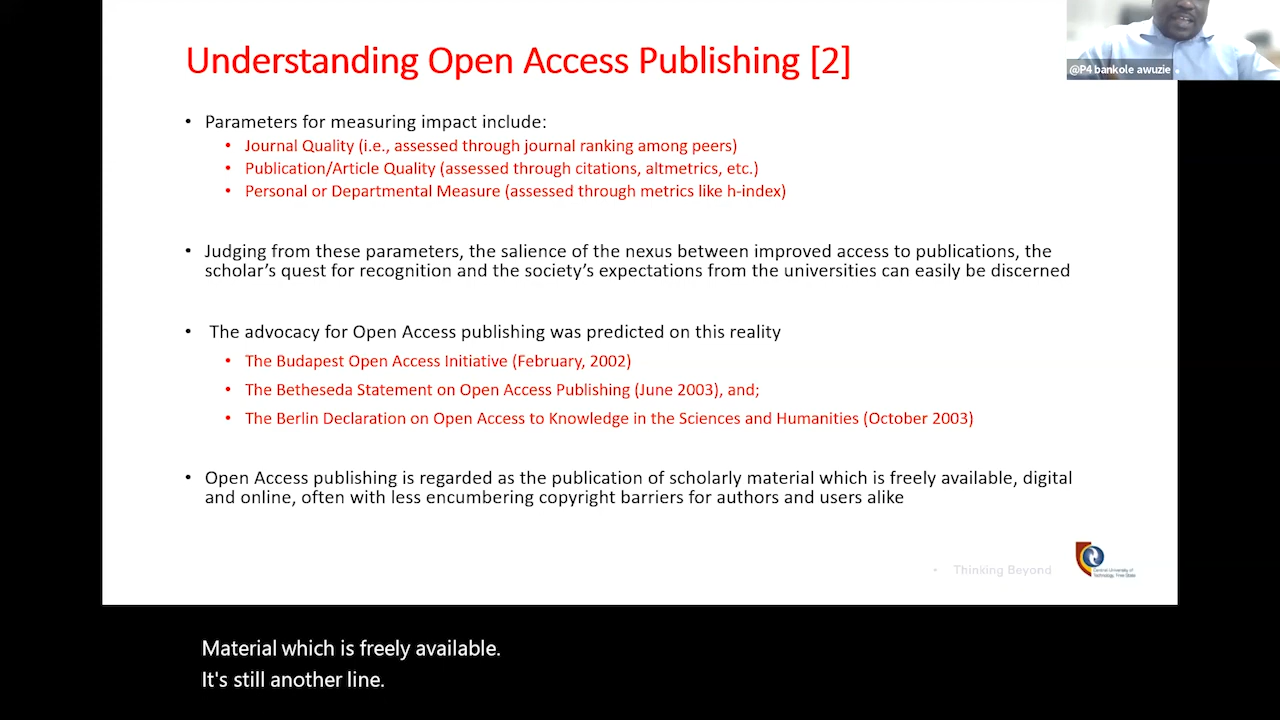 Understanding Open Access Publishing [2]
@P4 bankole awuzie
• Parameters for measuring impact include:
• Journal Quality (i.e., assessed through journal ranking among peers)
• Publication/Article Quality (assessed through citations, altmetrics, etc.)
• Personal or Departmental Measure (assessed through metrics like h-index)
• Judging from these parameters, the salience of the nexus between improved access to publications, the
scholar's quest for recognition and the society's expectations from the universities can easily be discerned
• The advocacy for Open Access publishing was predicted on this reality
• The Budapest Open Access Initiative (February, 2002)
• The Betheseda Statement on Open Access Publishing (June 2003), and;
• The Berlin Declaration on Open Access to Knowledge in the Sciences and Humanities (October 2003)
• Open Access publishing is regarded as the publication of scholarly material which is freely available, digital
and online, often with less encumbering copyright barriers for authors and users alike
• Thinking Beyond
Central University of
Technology, Free State
Material which is freely available.
It's still another line.